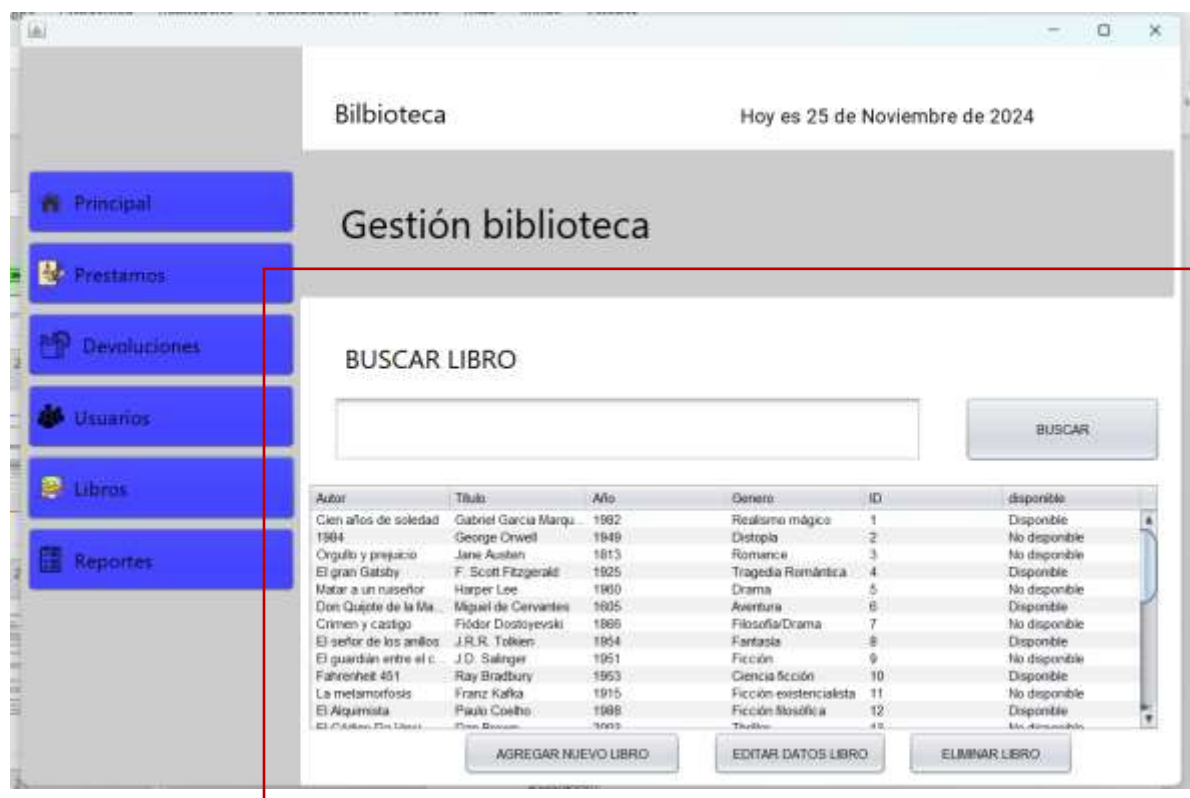 Bilbioteca
Hoy es 25 de Noviembre de 2024
Principal
Prestamos
Devoluciones
Usuarios
Libros
Reportes
Gestión biblioteca
BUSCAR LIBRO
BUSCAR
Autor Título Año Genero ID disponible
Cien años de soledad Gabriel Garcia Marqu... 1982 Realismo mágico 1 Disponible
1984 George Orwell 1949 Distopía 2 No disponible
Orgullo y prejuicio Jane Austen 1813 Romance 3 No disponible
El gran Gatsby F. Scott Fitzgerald 1925 Tragedia Romántica 4 Disponible
Matar a un ruiseñor Harper Lee 1960 Drama 5 No disponible
Don Quijote de la Ma... Miguel de Cervantes 1605 Aventura 6 Disponible
Crimen y castigo Fiódor Dostoyevski 1866 Filosofía/Drama 7 No disponible
El señor de los anillos J.R.R. Tolkien 1954 Fantasía 8 Disponible
El guardián entre el c... J.D. Salinger 1951 Ficción 9 No disponible
Fahrenheit 451 Ray Bradbury 1953 Ciencia ficción 10 Disponible
La metamorfosis Franz Kafka 1915 Ficción existencialista 11 No disponible
El Alquimista Paulo Coelho 1988 Ficción filosófica 12 Disponible
AGREGAR NUEVO LIBRO
EDITAR DATOS LIBRO
ELIMINAR LIBRO